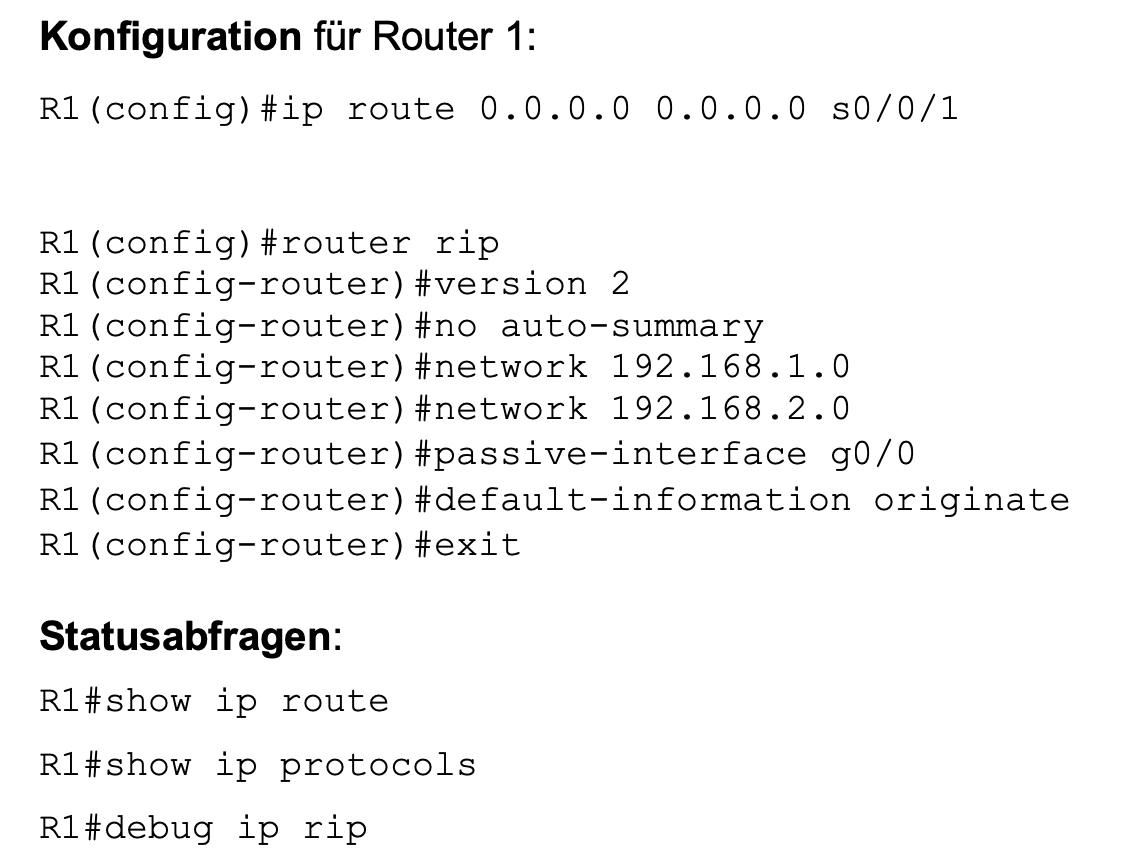 Konfiguration für Router 1:
R1(config)#ip route 0.0.0.0 0.0.0.0 s0/0/1
R1(config)#router rip
R1(config-router)#version 2
R1(config-router)#no auto-summary
R1(config-router)#network 192.168.1.0
R1(config-router)#network 192.168.2.0
R1(config-router)#passive-interface g0/0
R1(config-router)#default-information originate
R1(config-router)#exit
Statusabfragen:
R1#show ip route
R1#show ip protocols
R1#debug ip rip